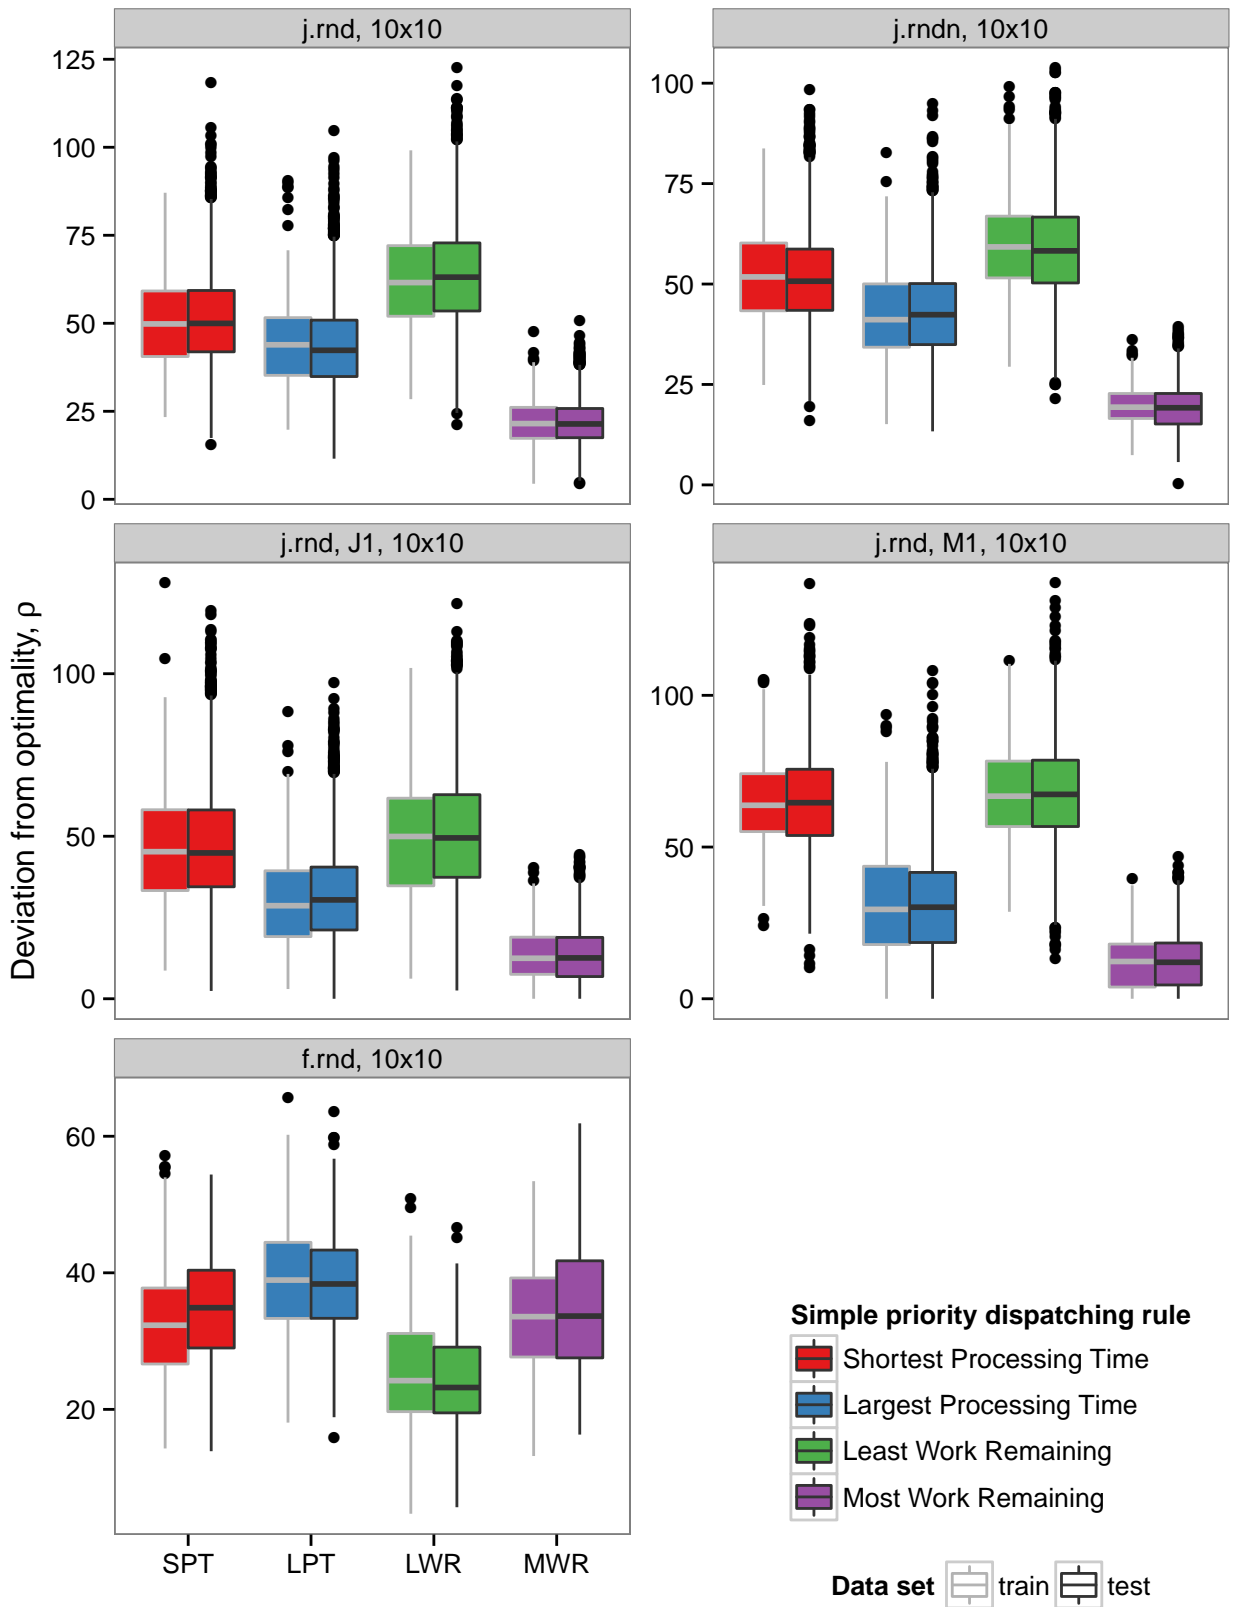 j.rnd, 10x10
j.rndn, 10x10
125
100
75
50
25
0
100
75
50
25
0
j.rnd, J1, 10x10
j.rnd, M1, 10x10
Deviation from optimality, ρ
100
50
0
100
50
0
f.rnd, 10x10
60
40
20
SPT LPT LWR MWR
Simple priority dispatching rule
Shortest Processing Time
Largest Processing Time
Least Work Remaining
Most Work Remaining
Data set train test